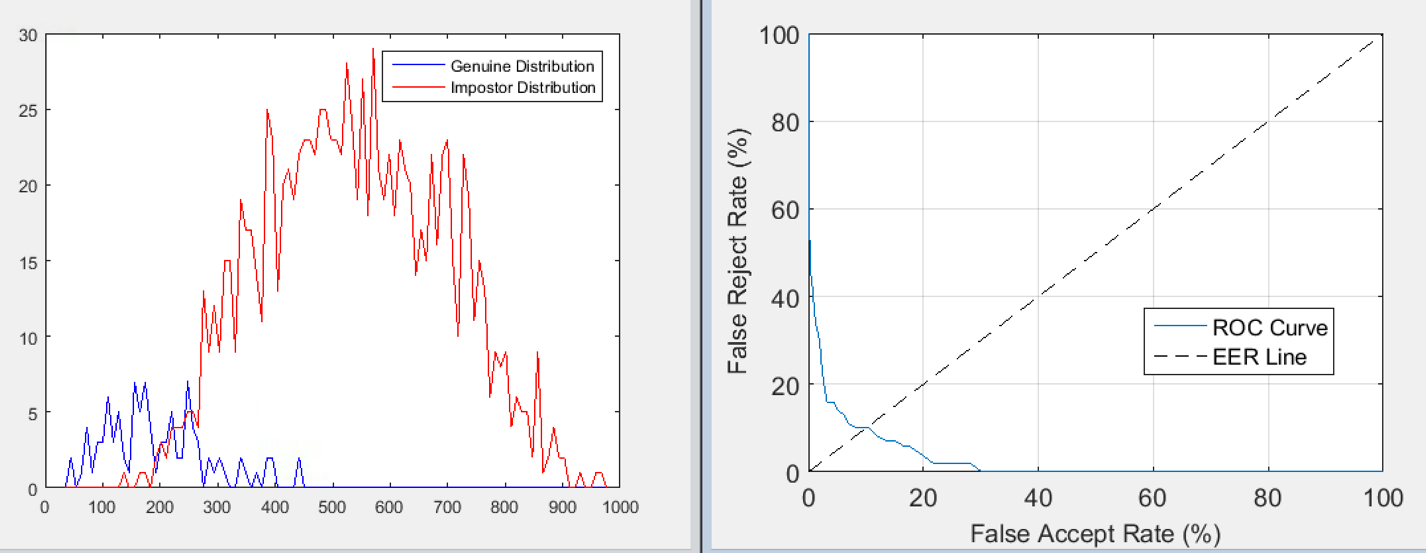 30
25
20
15
10
5
0
0 100 200 300 400 500 600 700 800 900 1000
Genuine Distribution
Impostor Distribution
False Reject Rate (%)
100
80
60
40
20
0
0 20 40 60 80 100
False Accept Rate (%)
ROC Curve
EER Line